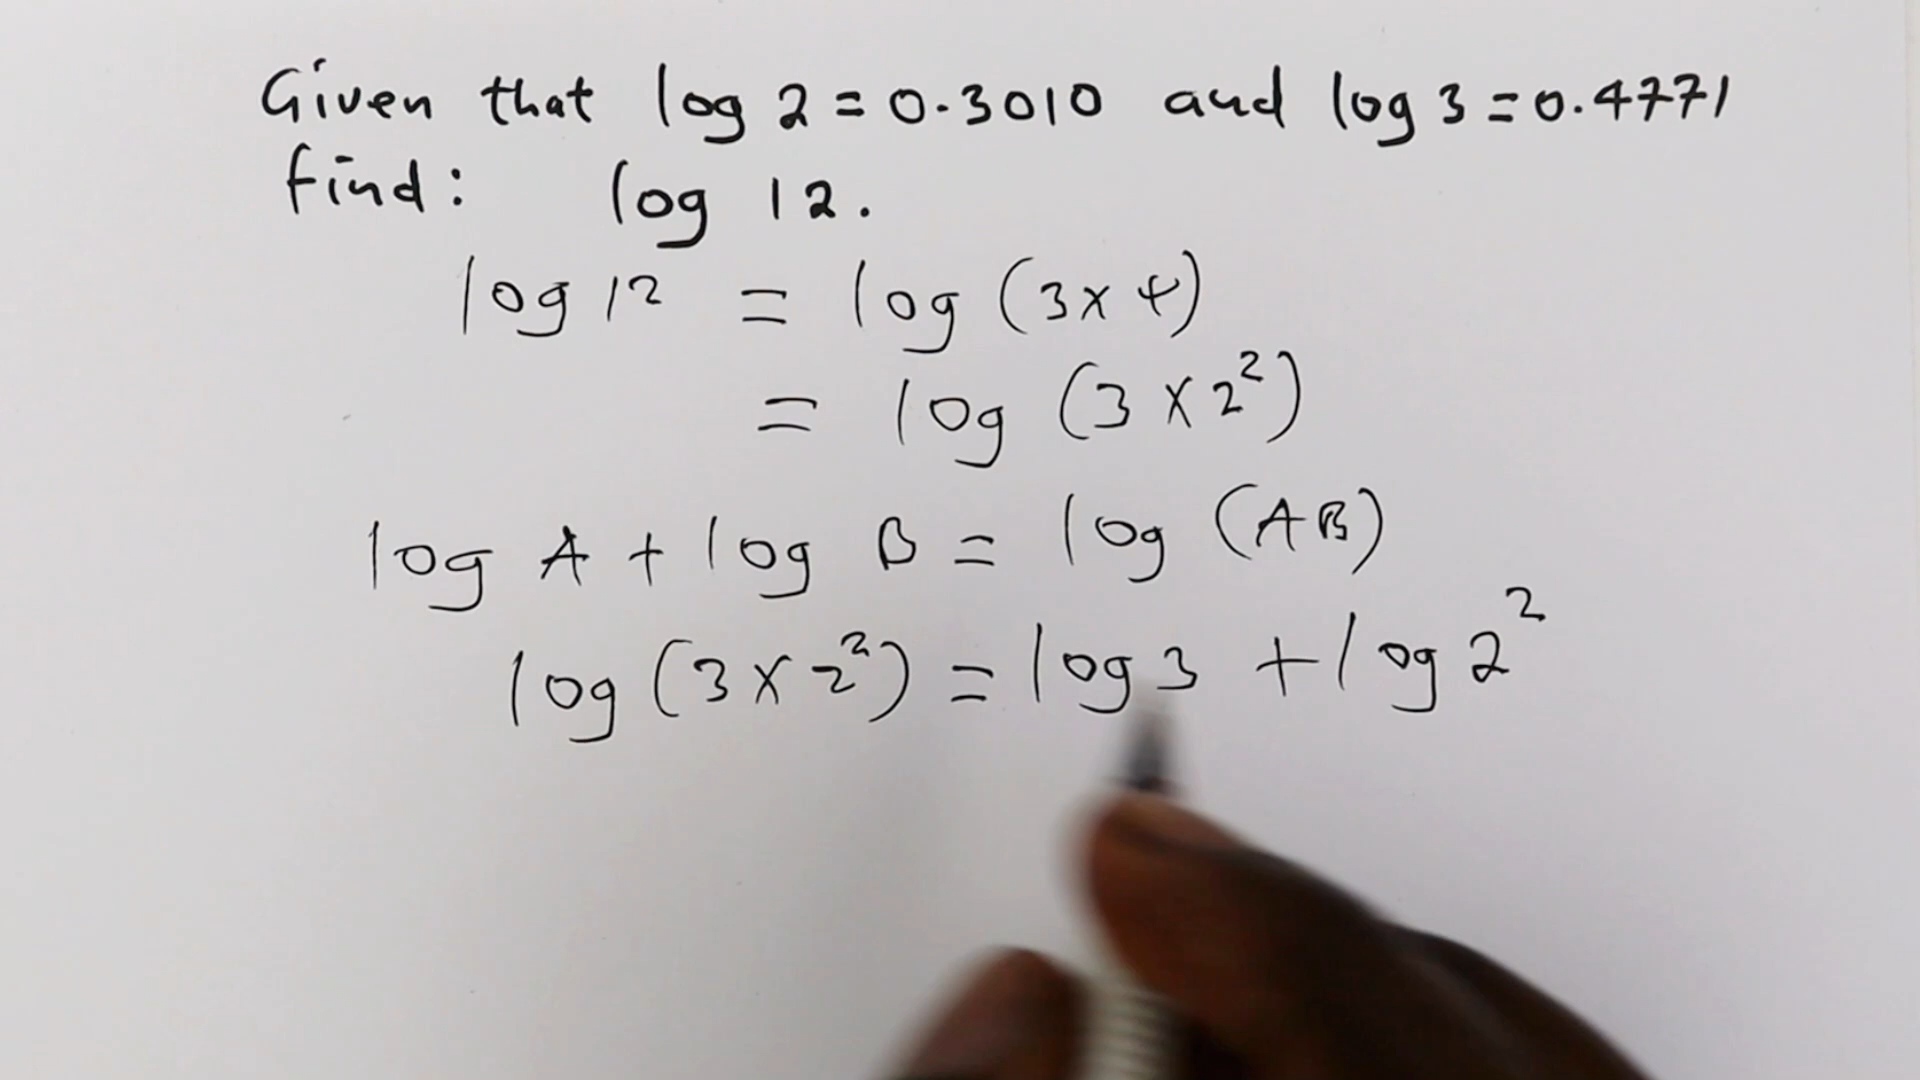 Given that log 2 = 0.3010 and log 3 = 0.4771
find: log 12.
log 12 = log (3 x 4)
= log (3 x 2²)
log A + log B = log (AB)
log (3 x 2²) = log 3 + log 2²